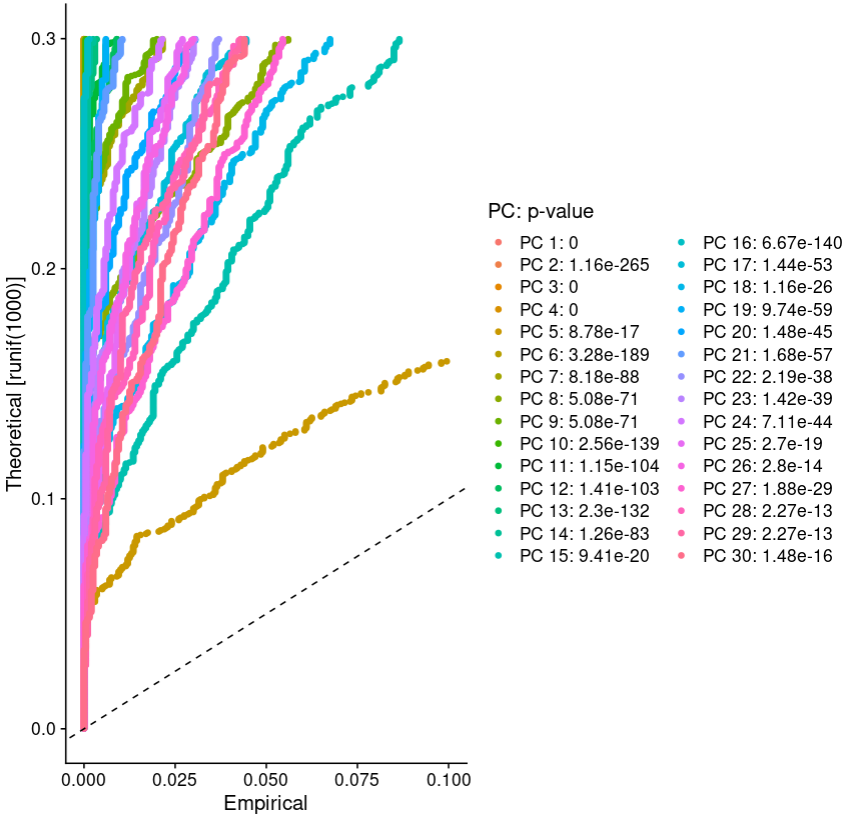 0.3
0.2
0.1
0.0
Theoretical [runif(1000)]
0.000 0.025 0.050 0.075 0.100
Empirical
PC: p-value
PC 1: 0
PC 2: 1.16e-265
PC 3: 0
PC 4: 0
PC 5: 8.78e-17
PC 6: 3.28e-189
PC 7: 8.18e-88
PC 8: 5.08e-71
PC 9: 5.08e-71
PC 10: 2.56e-139
PC 11: 1.15e-104
PC 12: 1.41e-103
PC 13: 2.3e-132
PC 14: 1.26e-83
PC 15: 9.41e-20
PC 16: 6.67e-140
PC 17: 1.44e-53
PC 18: 1.16e-26
PC 19: 9.74e-59
PC 20: 1.48e-45
PC 21: 1.68e-57
PC 22: 2.19e-38
PC 23: 1.42e-39
PC 24: 7.11e-44
PC 25: 2.7e-19
PC 26: 2.8e-14
PC 27: 1.88e-29
PC 28: 2.27e-13
PC 29: 2.27e-13
PC 30: 1.48e-16